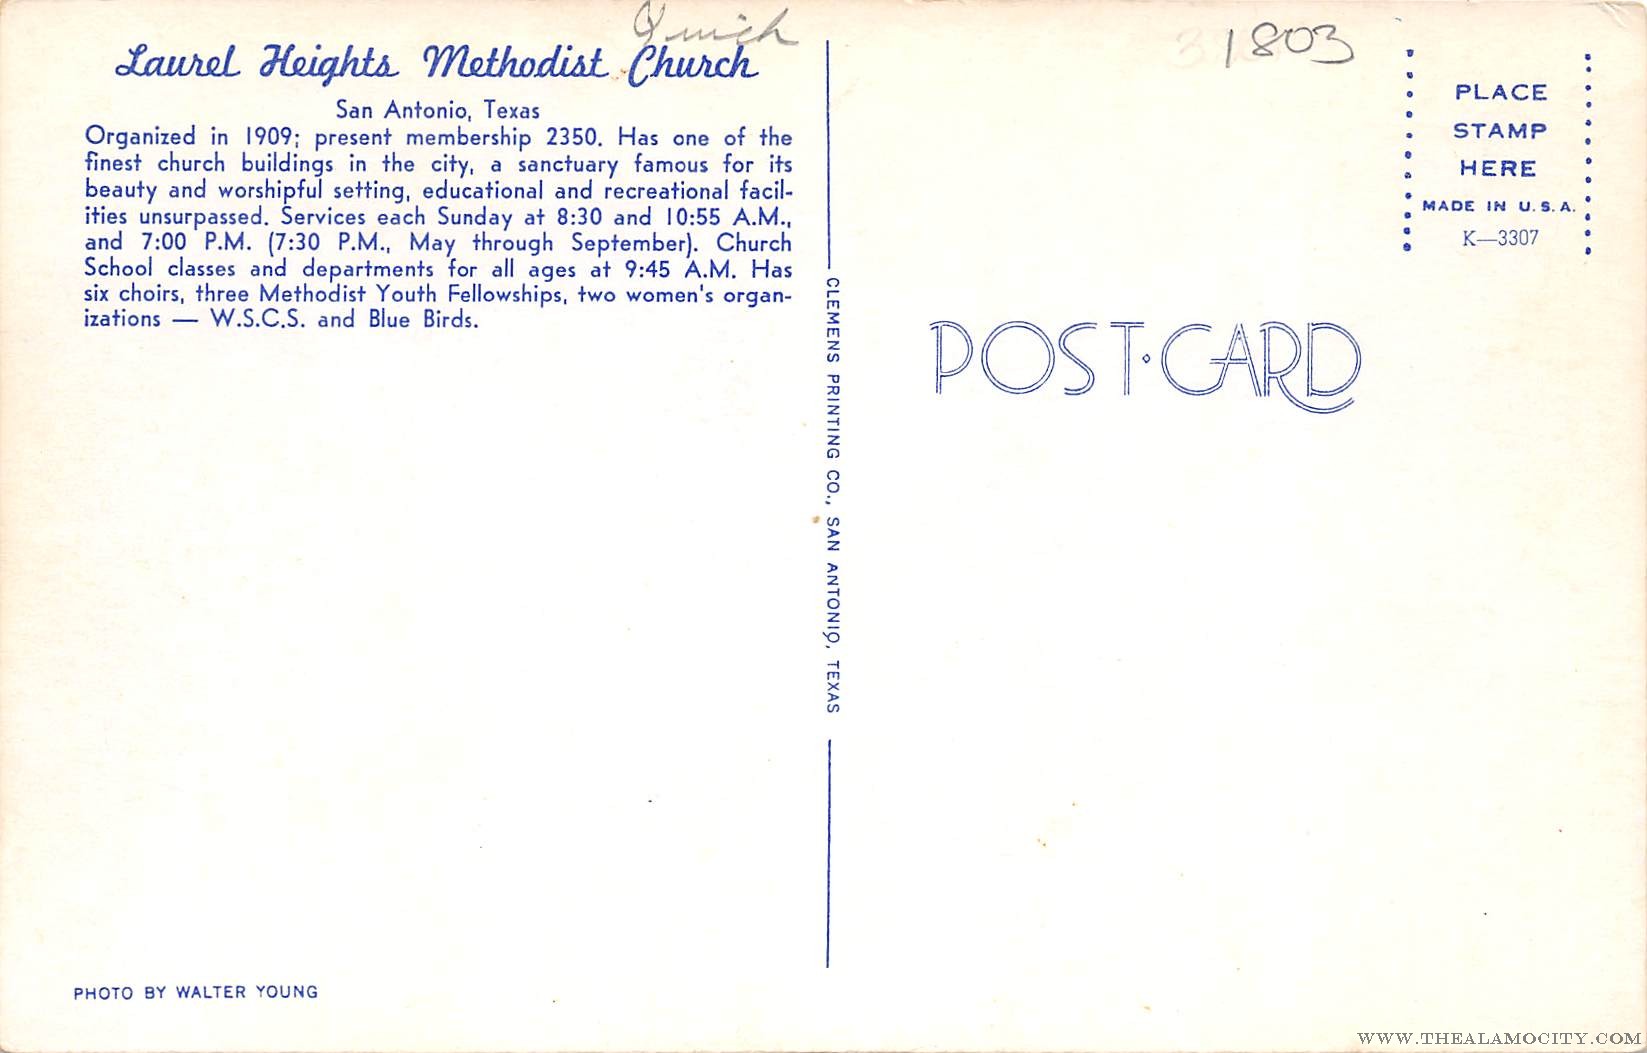 Laurel Heights Methodist Church
San Antonio, Texas
Organized in 1909; present membership 2350. Has one of the
finest church buildings in the city, a sanctuary famous for its
beauty and worshipful setting, educational and recreational facil-
ities unsurpassed. Services each Sunday at 8:30 and 10:55 A.M.,
and 7:00 P.M. (7:30 P.M., May through September). Church
School classes and departments for all ages at 9:45 A.M. Has
six choirs, three Methodist Youth Fellowships, two women's organ-
izations — W.S.C.S. and Blue Birds.
PHOTO BY WALTER YOUNG
CLEMENS PRINTING CO., SAN ANTONIO, TEXAS
1803
PLACE
STAMP
HERE
MADE IN U.S.A.
K—3307
POST·CARD
WWW.THEALAMOCITY.COM